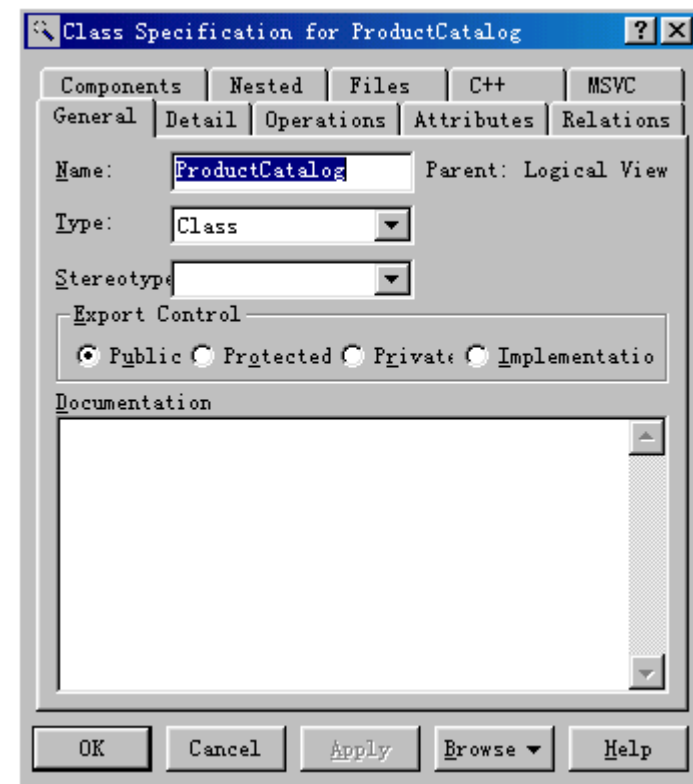 Class Specification for ProductCatalog
Components Nested Files C++ MSVC
General Detail Operations Attributes Relations
Name: ProductCatalog Parent: Logical View
Type: Class
Stereotype
Export Control
Public Protected Private Implementatio
Documentation
OK Cancel Apply Browse Help